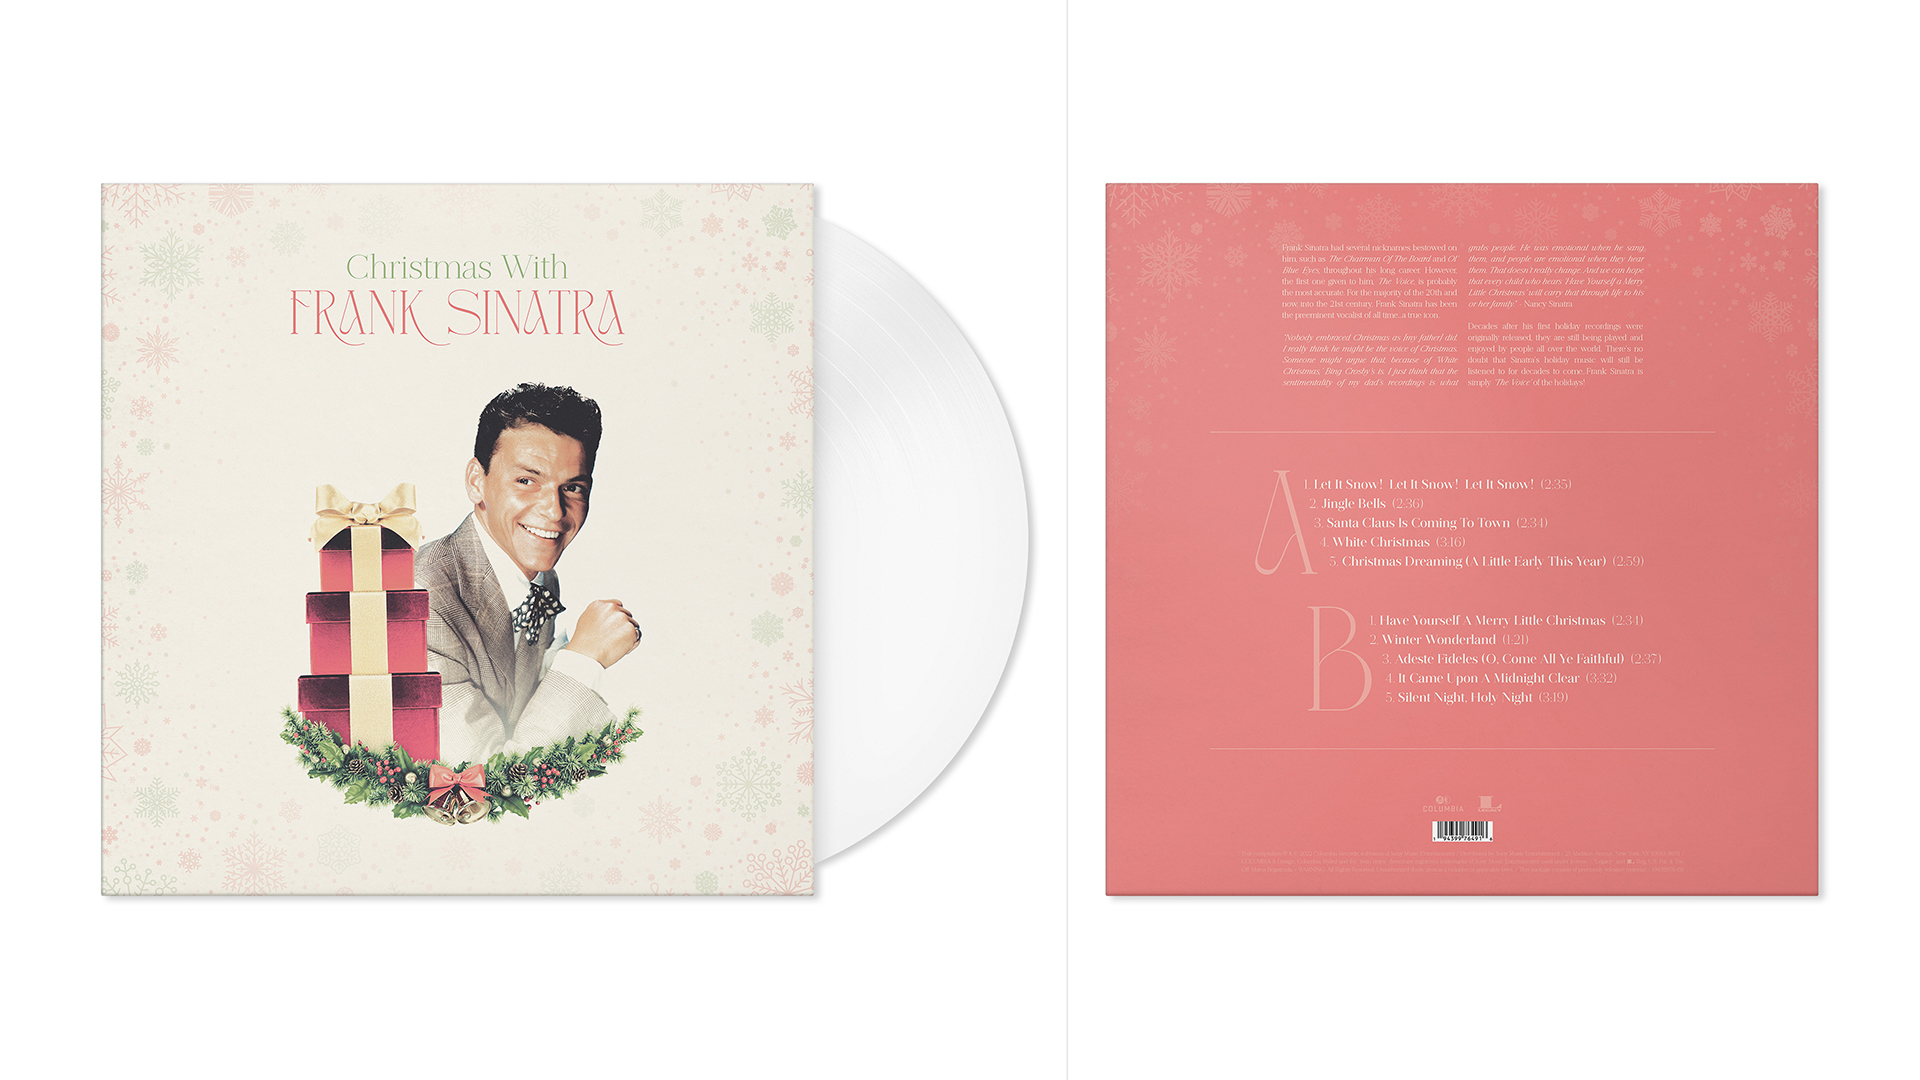 Christmas With
FRANK SINATRA
Frank Sinatra had several nicknames bestowed on
him, such as The Chairman Of The Board and Ol'
Blue Eyes, throughout his long career. However,
the first one given to him, The Voice, is probably
the most accurate. For the majority of the 20th and
now, into the 21st century, Frank Sinatra has been
the preeminent vocalist of all time...a true icon.
"Nobody embraced Christmas as [my father] did.
I really think he might be the voice of Christmas.
Someone might argue that because of 'White
Christmas,' Bing Crosby's is. I just think that the
sentimentality of my dad's recordings is what
grabs people. He was emotional when he sang
them, and people are emotional when they hear
them. That doesn't really change. And we can hope
that every child who hears 'Have Yourself a Merry
Little Christmas' will carry that through life to his
or her family." - Nancy Sinatra
Decades after his first holiday recordings were
originally released, they are still being played and
enjoyed by people all over the world. There's no
doubt that Sinatra's holiday music will still be
listened to for decades to come...Frank Sinatra is
simply 'The Voice' of the holidays!
A
1. Let It Snow! Let It Snow! Let It Snow! (2:35)
2. Jingle Bells (2:36)
3. Santa Claus Is Coming To Town (2:34)
4. White Christmas (3:16)
5. Christmas Dreaming (A Little Early This Year) (2:59)
B
1. Have Yourself A Merry Little Christmas (2:34)
2. Winter Wonderland (1:21)
3. Adeste Fideles (O, Come All Ye Faithful) (2:37)
4. It Came Upon A Midnight Clear (3:32)
5. Silent Night, Holy Night (3:19)
COLUMBIA
L
1 94399 76491 4